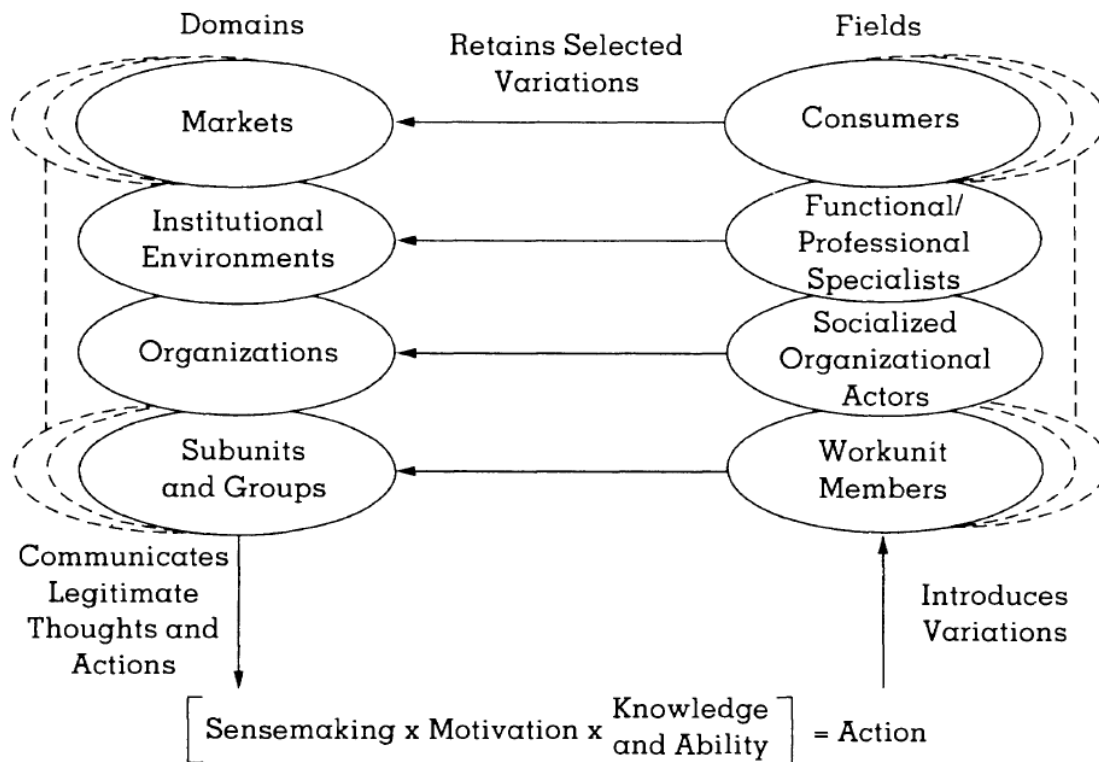 Domains
Retains Selected
Variations
Fields
Markets
Consumers
Institutional
Environments
Functional/
Professional
Specialists
Organizations
Socialized
Organizational
Actors
Subunits
and Groups
Workunit
Members
Communicates
Legitimate
Thoughts and
Actions
Introduces
Variations
[Sensemaking x Motivation x Knowledge
and Ability] = Action